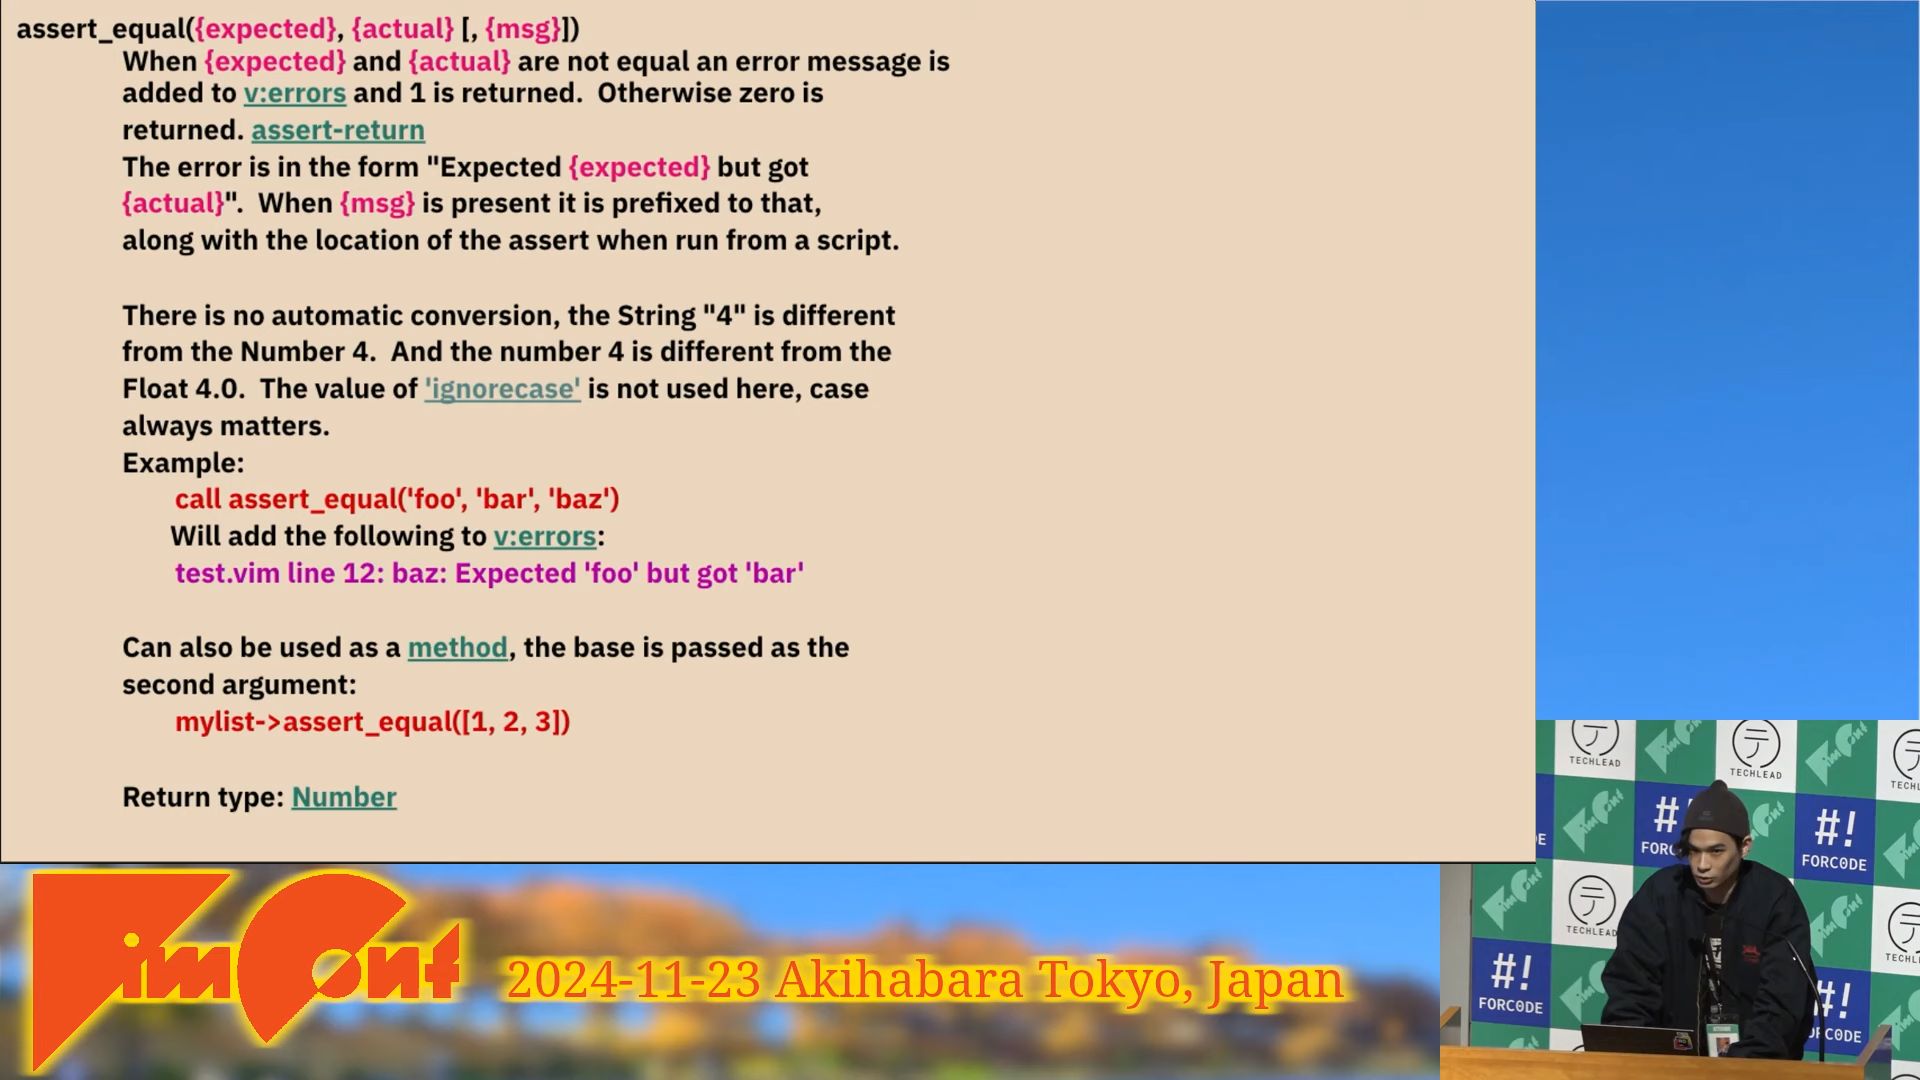 assert_equal({expected}, {actual} [, {msg}])
When {expected} and {actual} are not equal an error message is
added to v:errors and 1 is returned.  Otherwise zero is
returned. assert-return
The error is in the form "Expected {expected} but got
{actual}".  When {msg} is present it is prefixed to that,
along with the location of the assert when run from a script.
There is no automatic conversion, the String "4" is different
from the Number 4.  And the number 4 is different from the
Float 4.0.  The value of 'ignorecase' is not used here, case
always matters.
Example:
call assert_equal('foo', 'bar', 'baz')
Will add the following to v:errors:
test.vim line 12: baz: Expected 'foo' but got 'bar'
Can also be used as a method, the base is passed as the
second argument:
mylist->assert_equal([1, 2, 3])
Return type: Number
VimConf
2024-11-23 Akihabara Tokyo, Japan
テ
TECHLEAD
テ
TECHLEAD
#!
FORC0DE
テ
TECHLEAD
#!
FORC0DE